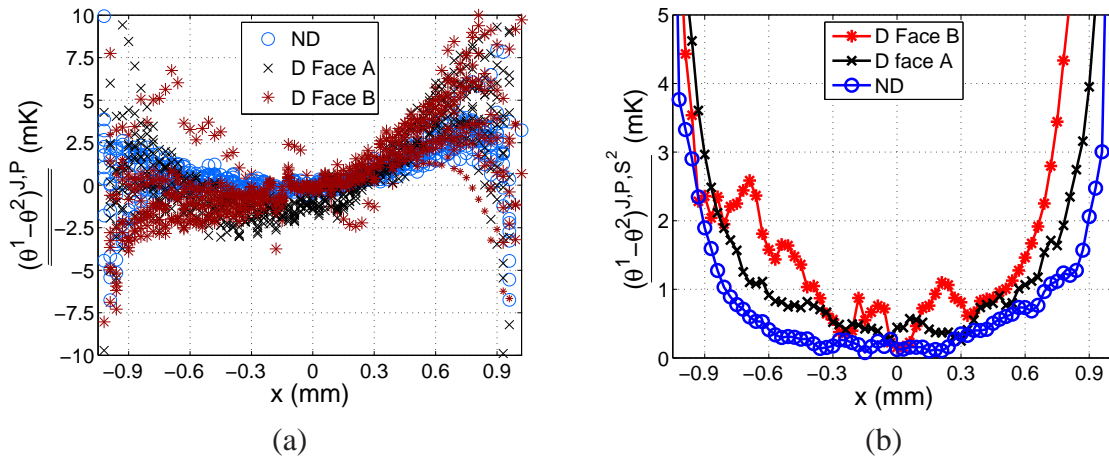 10
7.5
5
2.5
0
−2.5
−5
−7.5
−10
−0.9 −0.6 −0.3 0 0.3 0.6 0.9
x (mm)
(θ¹−θ²)ᴶ,ᴾ (mK)
ND
D Face A
D Face B
(a)
5
4
3
2
1
0
−0.9 −0.6 −0.3 0 0.3 0.6 0.9
x (mm)
(θ¹−θ²)ᴶ,ᴾ,ˢ² (mK)
D Face B
D face A
ND
(b)